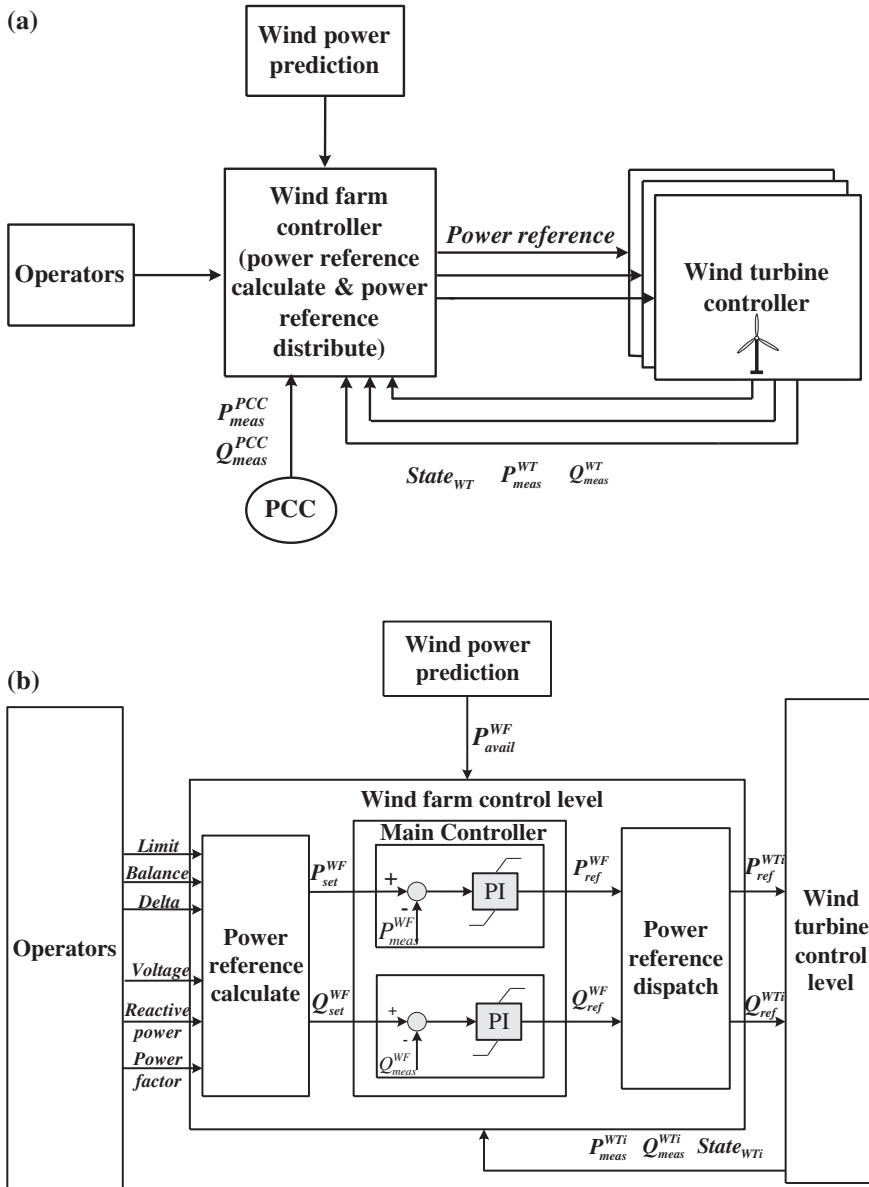 (a)
Wind power
prediction
Operators
Wind farm
controller
(power reference
calculate & power
reference
distribute)
Power reference
Wind turbine
controller
P_meas^PCC
Q_meas^PCC
PCC
State_WT P_meas^WT Q_meas^WT
(b)
Wind power
prediction
P_avail^WF
Wind farm control level
Main Controller
Operators
Limit
Balance
Delta
Voltage
Reactive
power
Power
factor
Power
reference
calculate
P_set^WF
Q_set^WF
+
-
P_meas^WF
PI
+
-
Q_meas^WF
PI
P_ref^WF
Q_ref^WF
Power
reference
dispatch
P_ref^WTi
Q_ref^WTi
Wind
turbine
control
level
P_meas^WTi Q_meas^WTi State_WTi